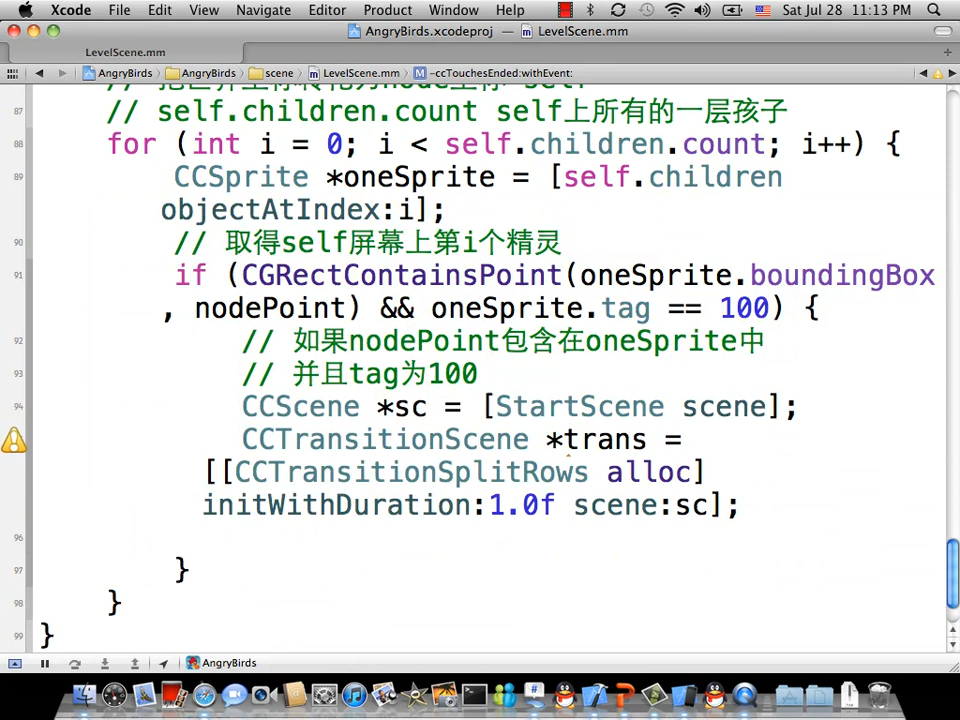 Xcode File Edit View Navigate Editor Product Window Help Sat Jul 28 11:13 PM
AngryBirds.xcodeproj — LevelScene.mm
LevelScene.mm
AngryBirds AngryBirds scene LevelScene.mm -ccTouchesEnded:withEvent:
87 // self.children.count self上所有的一层孩子
88 for (int i = 0; i < self.children.count; i++) {
89 CCSprite *oneSprite = [self.children
objectAtIndex:i];
90 // 取得self屏幕上第i个精灵
91 if (CGRectContainsPoint(oneSprite.boundingBox
, nodePoint) && oneSprite.tag == 100) {
92 // 如果nodePoint包含在oneSprite中
93 // 并且tag为100
94 CCScene *sc = [StartScene scene];
CCTransitionScene *trans =
[[CCTransitionSplitRows alloc]
initWithDuration:1.0f scene:sc];
96
97 }
98 }
99 }
AngryBirds